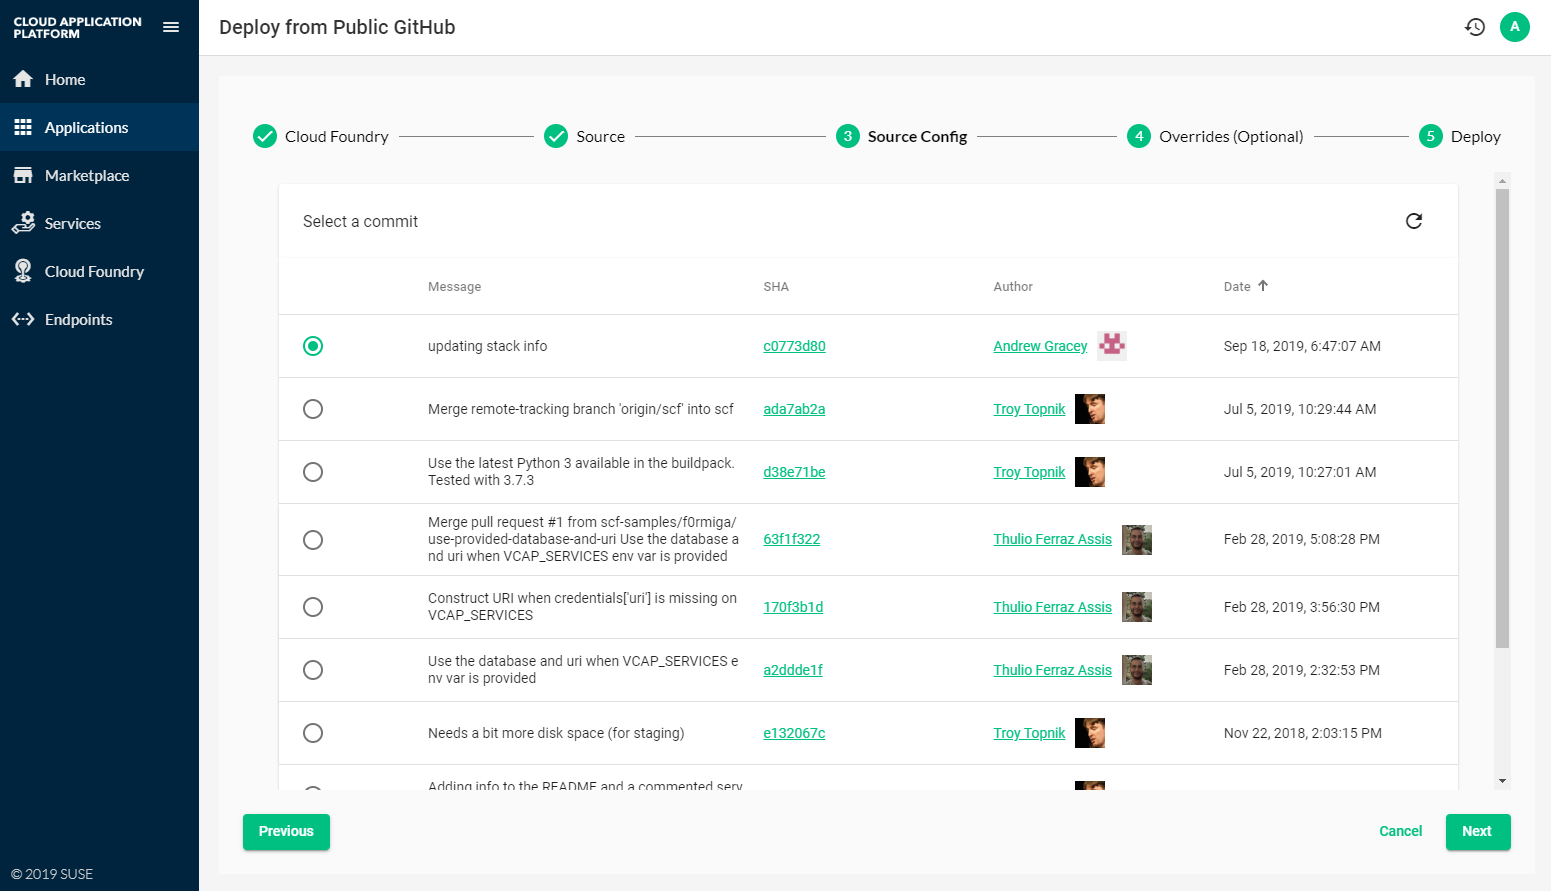 CLOUD APPLICATION
PLATFORM
Deploy from Public GitHub
A
Home
Applications
Marketplace
Services
Cloud Foundry
Endpoints
© 2019 SUSE
Cloud Foundry
Source
3 Source Config
4 Overrides (Optional)
5 Deploy
Select a commit
Message SHA Author Date
updating stack info c0773d80 Andrew Gracey Sep 18, 2019, 6:47:07 AM
Merge remote-tracking branch 'origin/scf' into scf ada7ab2a Troy Topnik Jul 5, 2019, 10:29:44 AM
Use the latest Python 3 available in the buildpack.
Tested with 3.7.3
d38e71be Troy Topnik Jul 5, 2019, 10:27:01 AM
Merge pull request #1 from scf-samples/f0rmiga/
use-provided-database-and-uri Use the database a
nd uri when VCAP_SERVICES env var is provided
63f1f322 Thulio Ferraz Assis Feb 28, 2019, 5:08:28 PM
Construct URI when credentials['uri'] is missing on
VCAP_SERVICES
170f3b1d Thulio Ferraz Assis Feb 28, 2019, 3:56:30 PM
Use the database and uri when VCAP_SERVICES e
nv var is provided
a2ddde1f Thulio Ferraz Assis Feb 28, 2019, 2:32:53 PM
Needs a bit more disk space (for staging) e132067c Troy Topnik Nov 22, 2018, 2:03:15 PM
Adding info to the README and a commented serv
Previous
Cancel
Next